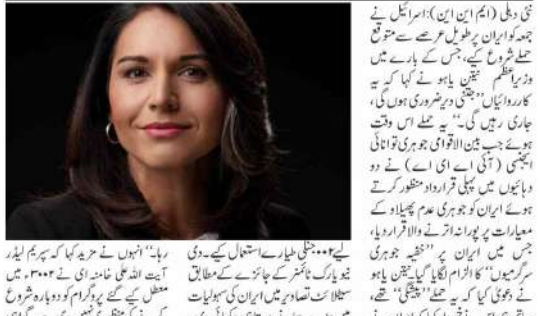 نئی دہلی (ایم این این): اسرائیل نے
جمعہ کو ایران پر طویل عرصے سے متوقع
حملے شروع کیے، جس کے بارے میں
وزیراعظم نیتن یاہو نے کہا کہ یہ
کارروائیاں ’’جتنی دیر ضروری ہوں گی،
جاری رہیں گی۔‘‘ یہ حملے اس وقت
ہوئے جب بین الاقوامی جوہری توانائی
ایجنسی (آئی اے ای اے) نے دو
دہائیوں میں پہلی قرارداد منظور کرتے
ہوئے ایران کو جوہری عدم پھیلاو کے
معیارات پر پورا نہ اترنے والا قرار دیا،
جس میں ایران پر ’’خفیہ جوہری
سرگرمیوں‘‘ کا الزام لگایا گیا۔ نیتن یاہو
نے دعویٰ کیا کہ یہ حملے ’’پیشگی‘‘ تھے،
لیے ۲۰۰ جنگی طیارے استعمال کیے۔ دی
نیویارک ٹائمز کے جائزے کے مطابق
سیٹلائٹ تصاویر میں ایران کی سہولیات
رہا۔‘‘ انہوں نے مزید کہا کہ سپریم لیڈر
آیت اللہ علی خامنہ ای نے ۲۰۰۳ء میں
معطل کیے گئے پروگرام کو دوبارہ شروع